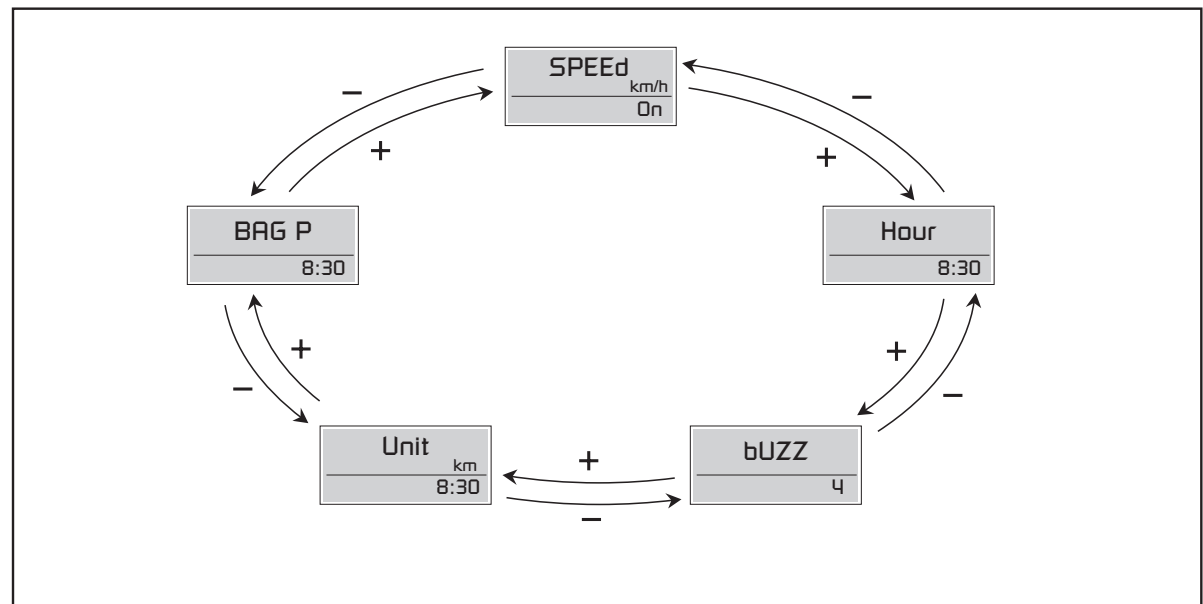 SPEEd
km/h
On
−
+
−
+
BAG P
8:30
Hour
8:30
−
+
+
−
Unit
km
8:30
+
−
bUZZ
4